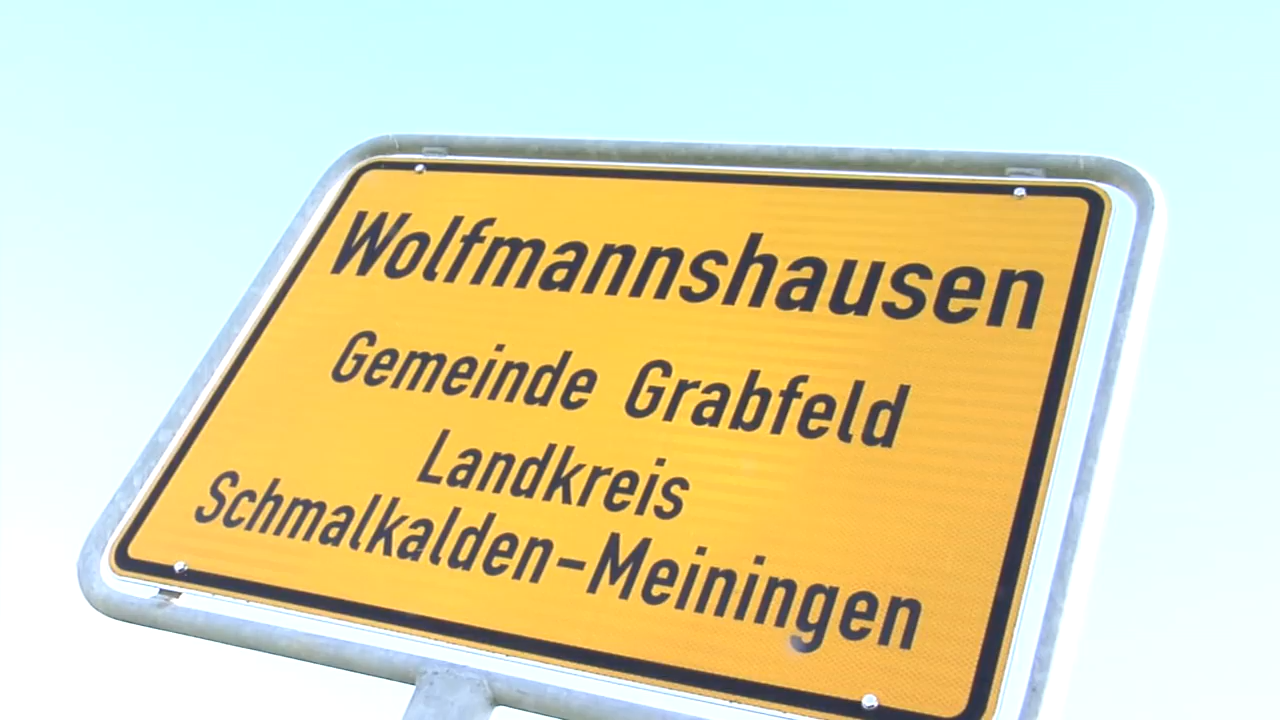 Wolfmannshausen
Gemeinde Grabfeld
Landkreis
Schmalkalden-Meiningen